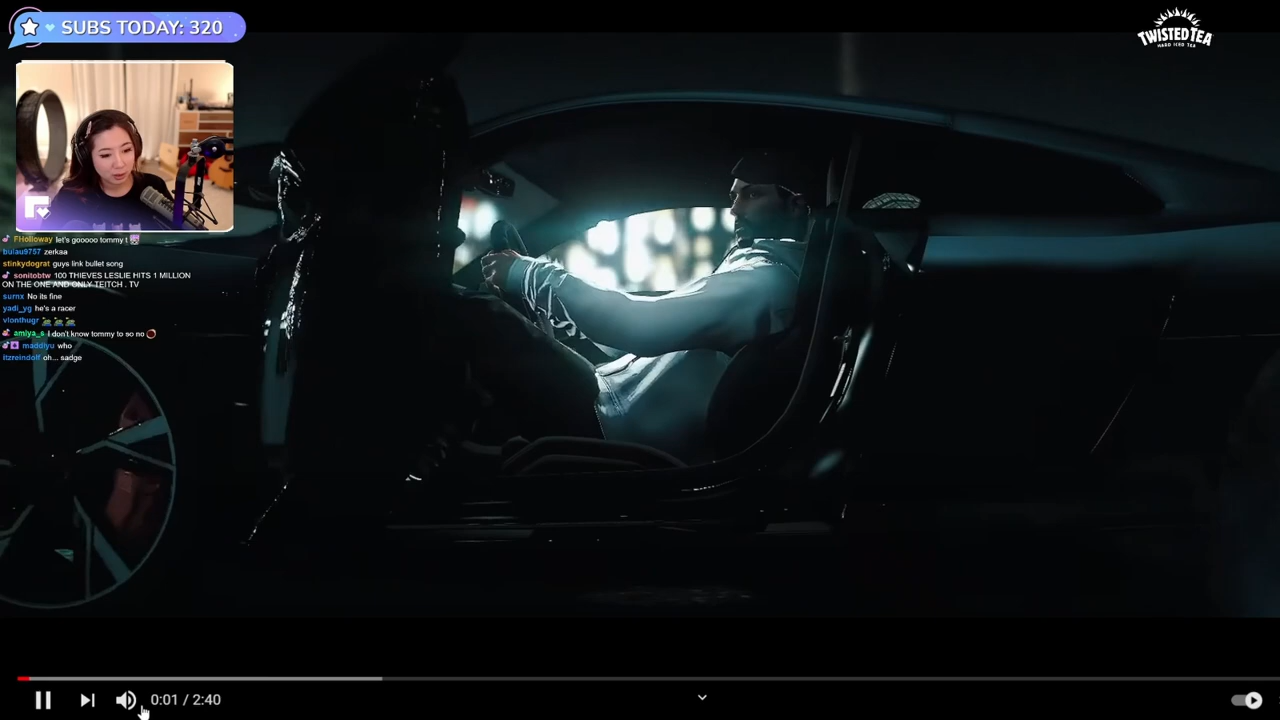 SUBS TODAY: 320
TWISTED TEA
HARD ICED TEA
FHolloway let's gooooo tommy !
bulau9757 zerkaa
stinkydograt guys link bullet song
sonitobtw 100 THIEVES LESLIE HITS 1 MILLION
ON THE ONE AND ONLY TEITCH . TV
surnx No its fine
yadi_yg he's a racer
vlonthugr
amiya_s I don't know tommy to so no
maddiyu who
itzreindolf oh... sadge
0:01 / 2:40